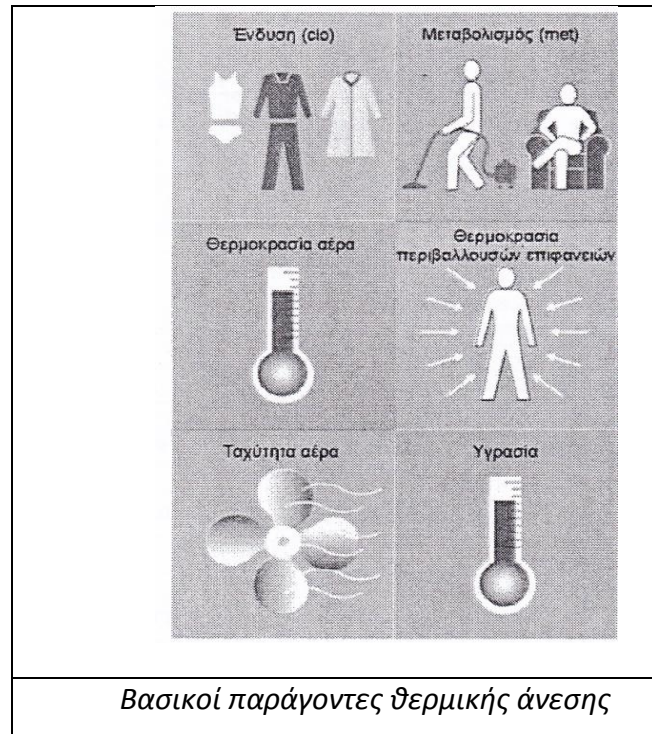 Ένδυση (clo)
Μεταβολισμός (met)
Θερμοκρασία αέρα
Θερμοκρασία
περιβαλλουσών επιφανειών
Ταχύτητα αέρα
Υγρασία
Βασικοί παράγοντες θερμικής άνεσης